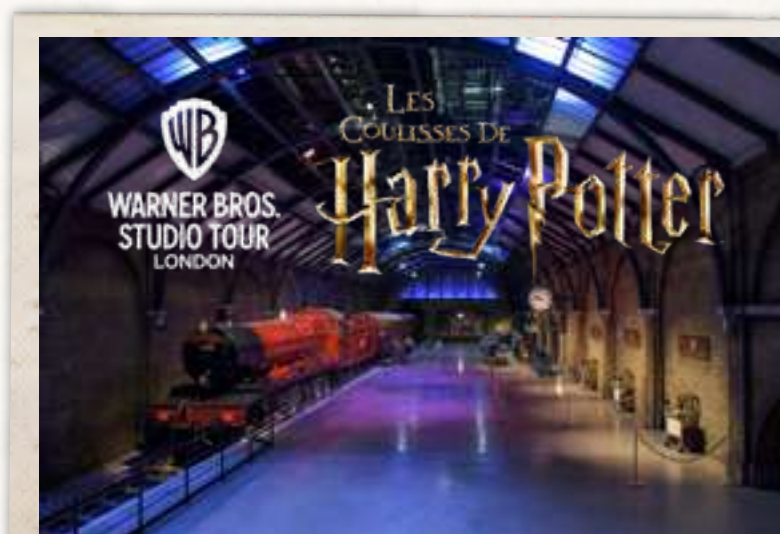 WB
WARNER BROS.
STUDIO TOUR
LONDON
LES
COULISSES DE
Harry Potter